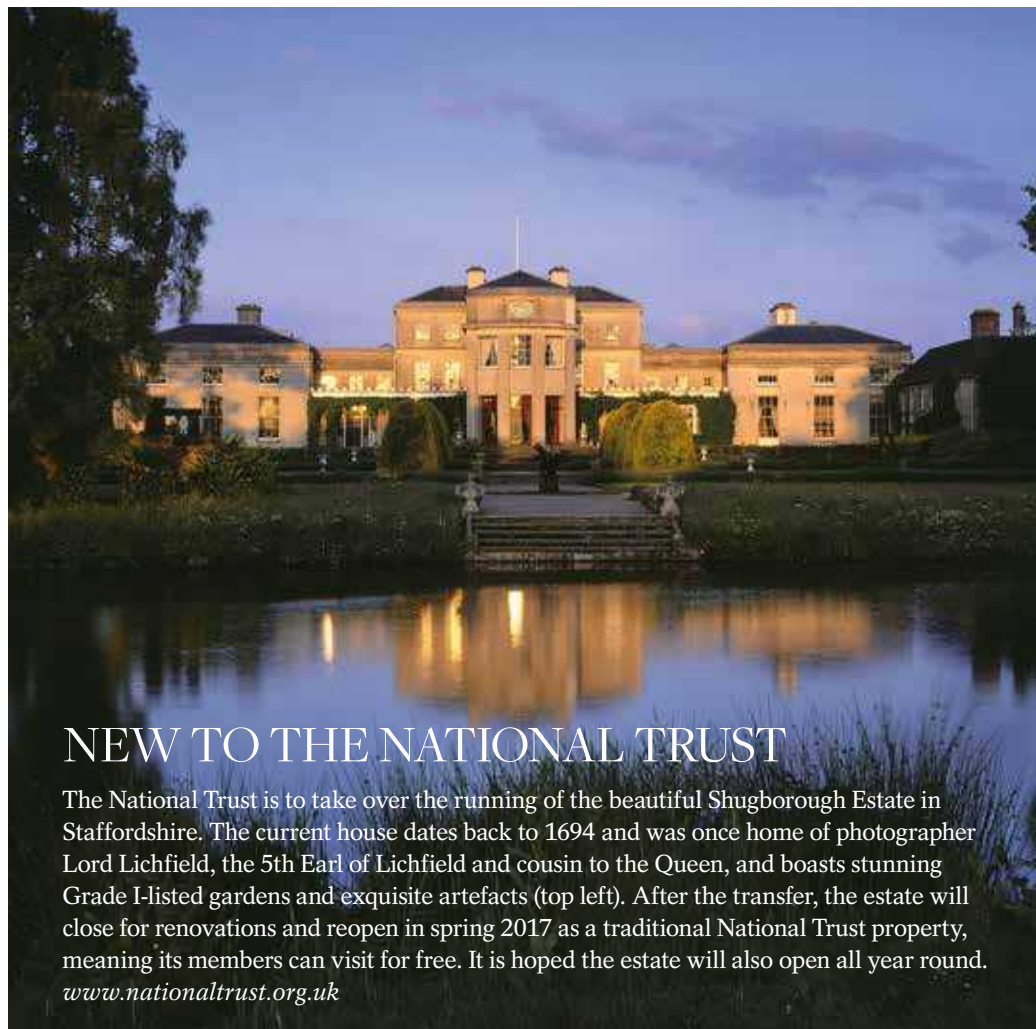 NEW TO THE NATIONAL TRUST
The National Trust is to take over the running of the beautiful Shugborough Estate in
Staffordshire. The current house dates back to 1694 and was once home of photographer
Lord Lichfield, the 5th Earl of Lichfield and cousin to the Queen, and boasts stunning
Grade I-listed gardens and exquisite artefacts (top left). After the transfer, the estate will
close for renovations and reopen in spring 2017 as a traditional National Trust property,
meaning its members can visit for free. It is hoped the estate will also open all year round.
www.nationaltrust.org.uk